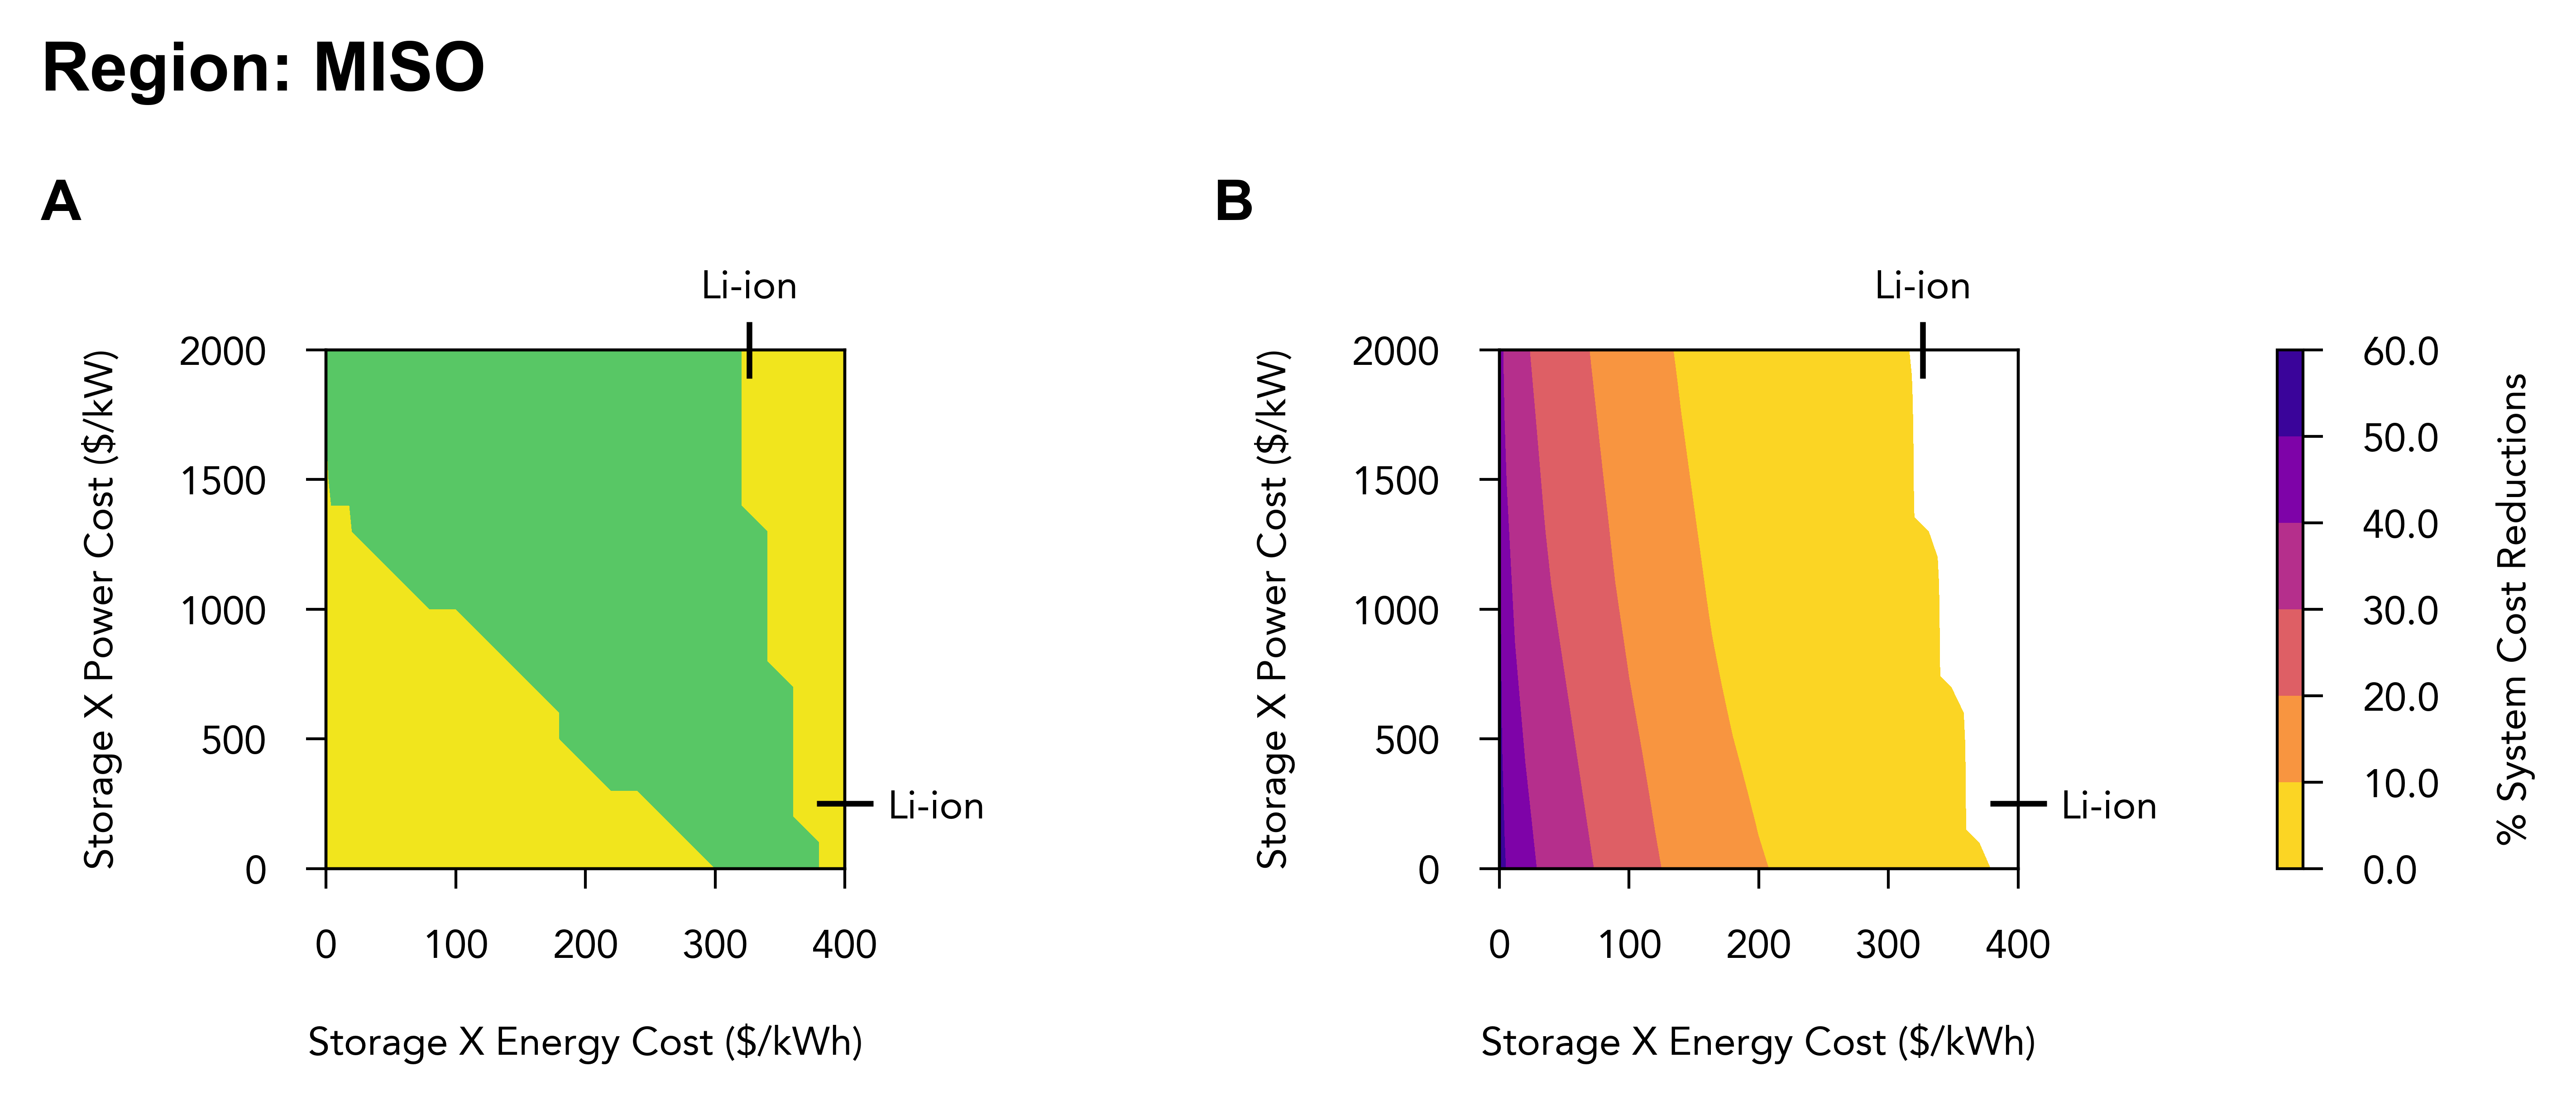 Region: MISO
A
Li-ion
Storage X Power Cost ($/kW)
2000
1500
1000
500
0
Li-ion
0 100 200 300 400
Storage X Energy Cost ($/kWh)
B
Li-ion
Storage X Power Cost ($/kW)
2000
1500
1000
500
0
Li-ion
0 100 200 300 400
Storage X Energy Cost ($/kWh)
60.0
50.0
40.0
30.0
20.0
10.0
0.0
% System Cost Reductions